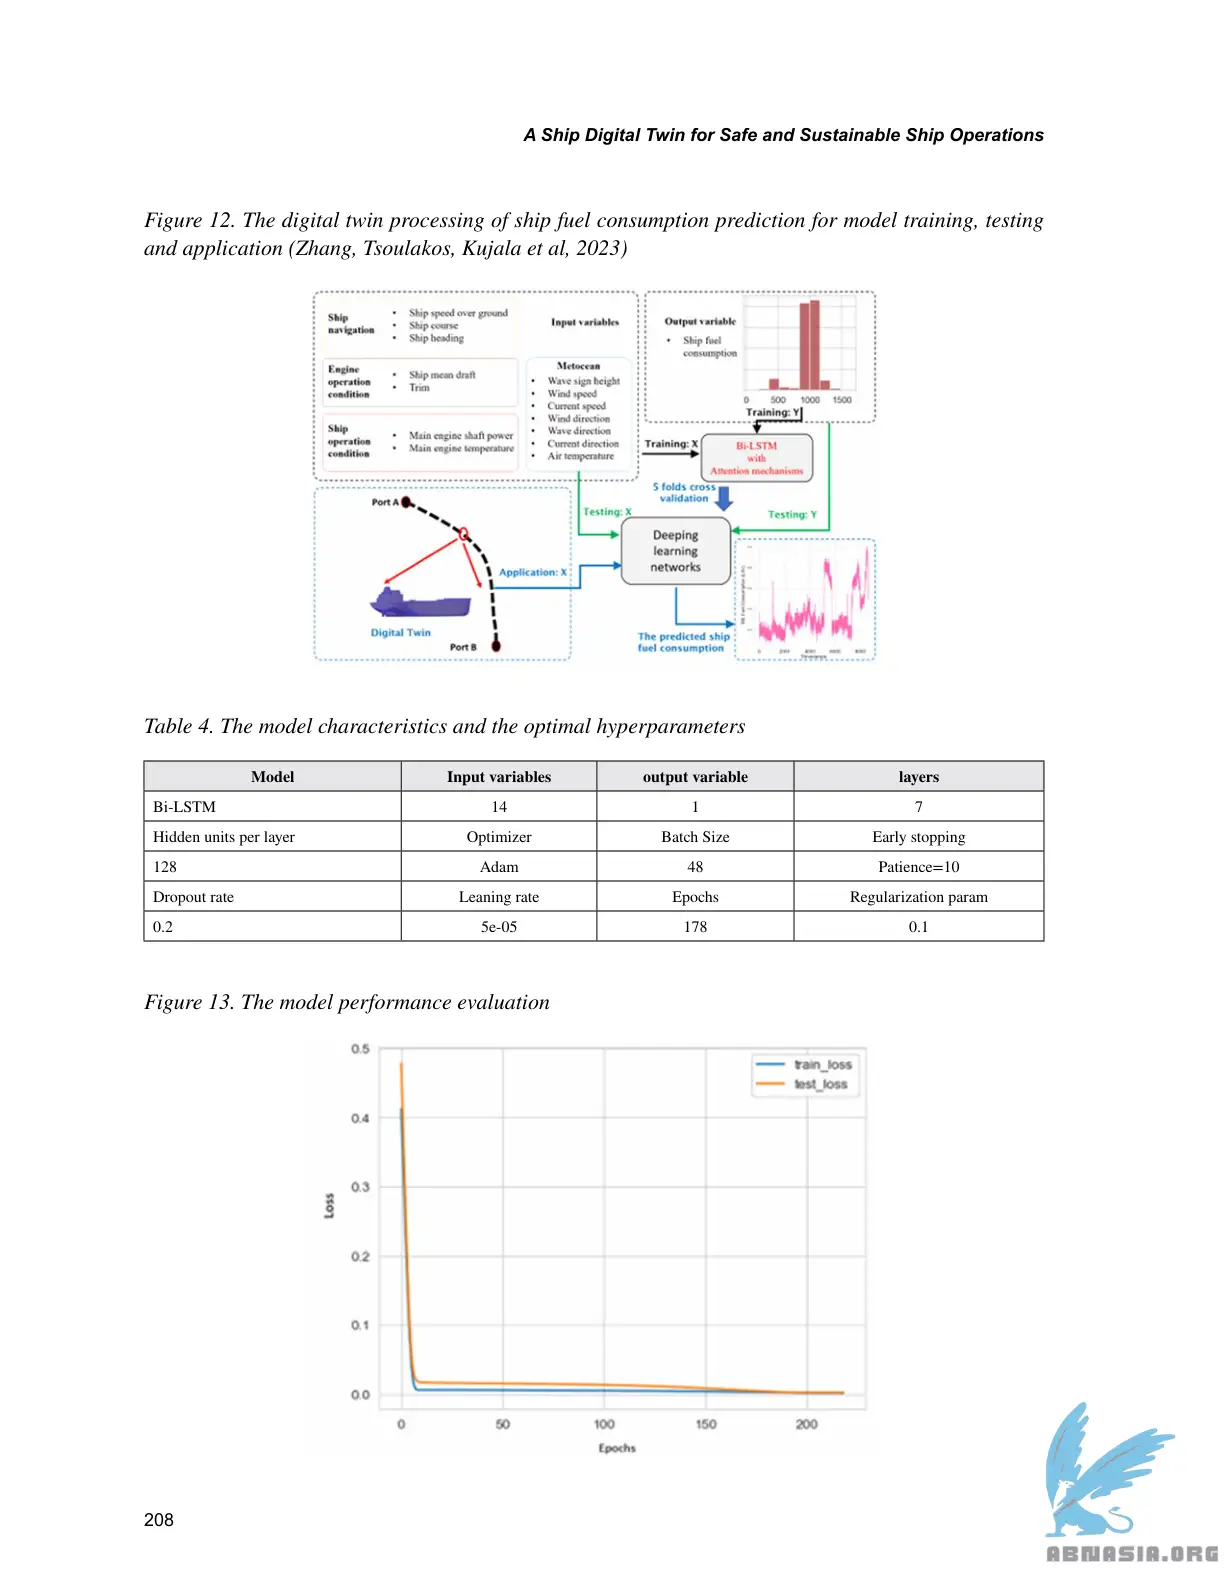 A Ship Digital Twin for Safe and Sustainable Ship Operations
Figure 12. The digital twin processing of ship fuel consumption prediction for model training, testing
and application (Zhang, Tsoulakos, Kujala et al, 2023)
Ship
navigation
• Ship speed over ground
• Ship course
• Ship heading
Input variables
Engine
operation
condition
• Ship mean draft
• Trim
Ship
operation
condition
• Main engine shaft power
• Main engine temperature
Metocean
• Wave sign height
• Wind speed
• Current speed
• Wind direction
• Wave direction
• Current direction
• Air temperature
Output variable
• Ship fuel
consumption
0 500 1000 1500
Training: Y
Training: X
Bi-LSTM
with
Attention mechanisms
5 folds cross
validation
Testing: X
Testing: Y
Deeping
learning
networks
Port A
Application: X
Digital Twin
Port B
The predicted ship
fuel consumption
Table 4. The model characteristics and the optimal hyperparameters
Model Input variables output variable layers
Bi-LSTM 14 1 7
Hidden units per layer Optimizer Batch Size Early stopping
128 Adam 48 Patience=10
Dropout rate Leaning rate Epochs Regularization param
0.2 5e-05 178 0.1
Figure 13. The model performance evaluation
0.5
0.4
0.3
0.2
0.1
0.0
Loss
train_loss
test_loss
0 50 100 150 200
Epochs
208
ABNASIA.ORG